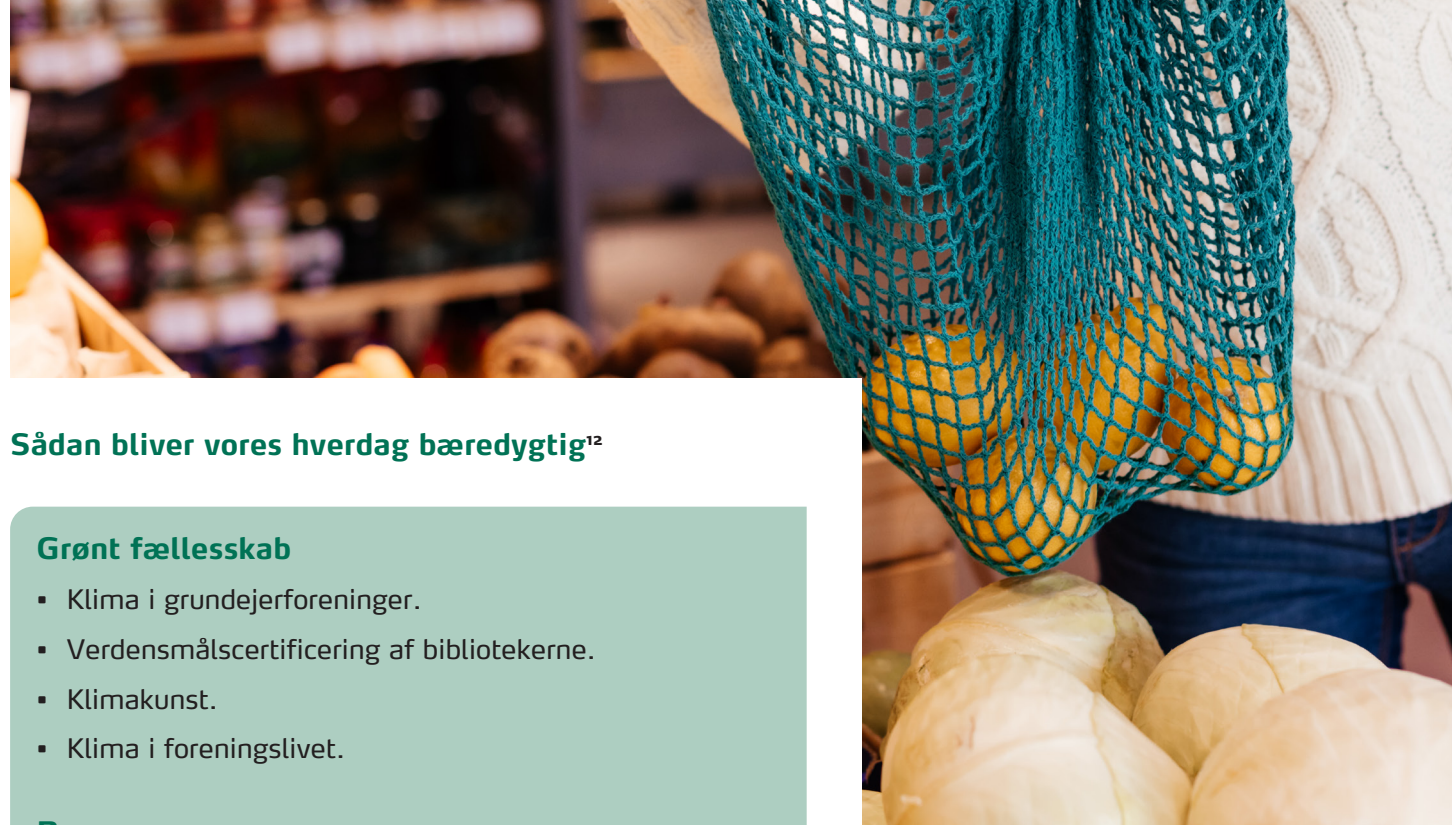 Sådan bliver vores hverdag bæredygtig¹²
Grønt fællesskab
▪ Klima i grundejerforeninger.
▪ Verdensmålscertificering af bibliotekerne.
▪ Klimakunst.
▪ Klima i foreningslivet.